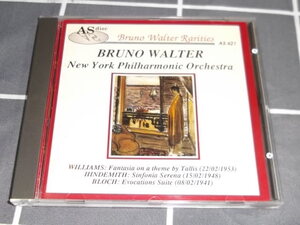 AS disc
Bruno Walter Rarities
AS 421
BRUNO WALTER
New York Philharmonic Orchestra
WILLIAMS: Fantasia on a theme by Tallis (22/02/1953)
HINDEMITH: Sinfonia Serena (15/02/1948)
BLOCH: Evocations Suite (08/02/1941)